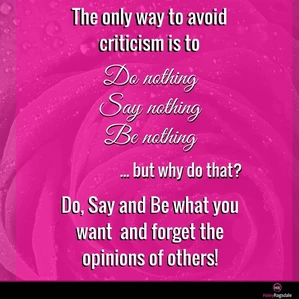 The only way to avoid
criticism is to
Do nothing
Say nothing
Be nothing
... but why do that?
Do, Say and Be what you
want and forget the
opinions of others!